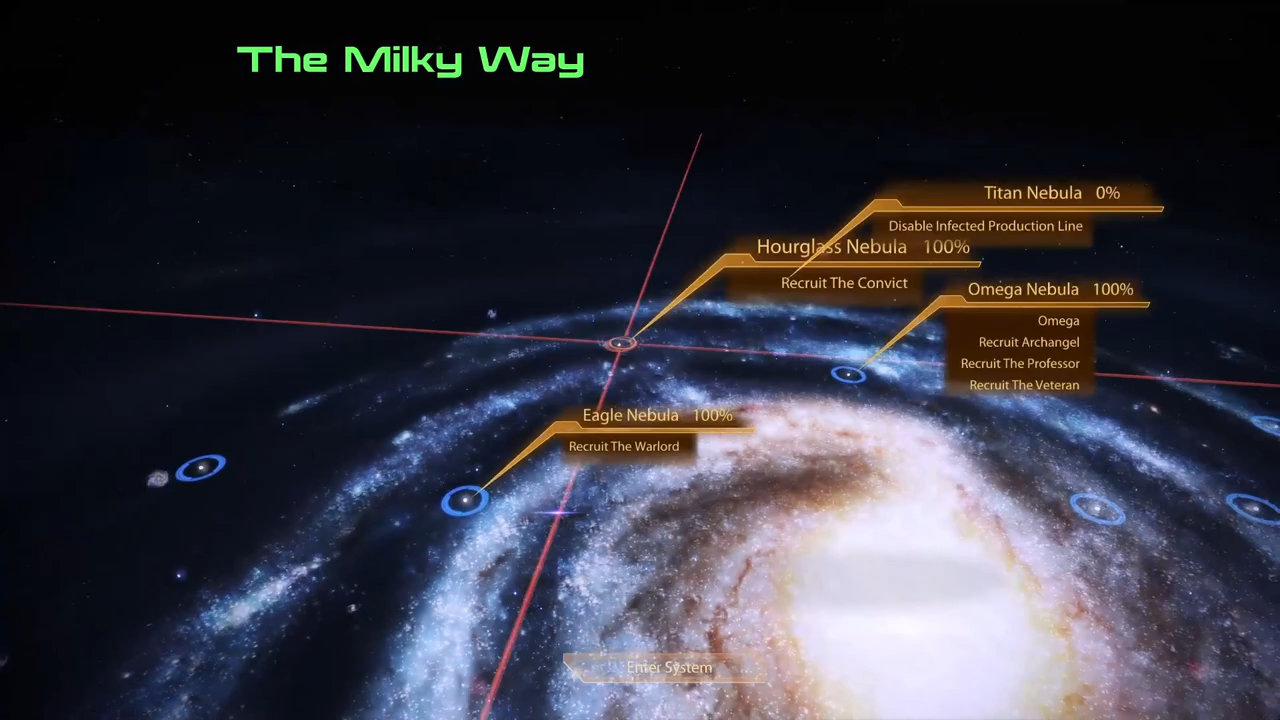 The Milky Way
Titan Nebula 0%
Disable Infected Production Line
Hourglass Nebula 100%
Recruit The Convict
Omega Nebula 100%
Omega
Recruit Archangel
Recruit The Professor
Recruit The Veteran
Eagle Nebula 100%
Recruit The Warlord
Enter System